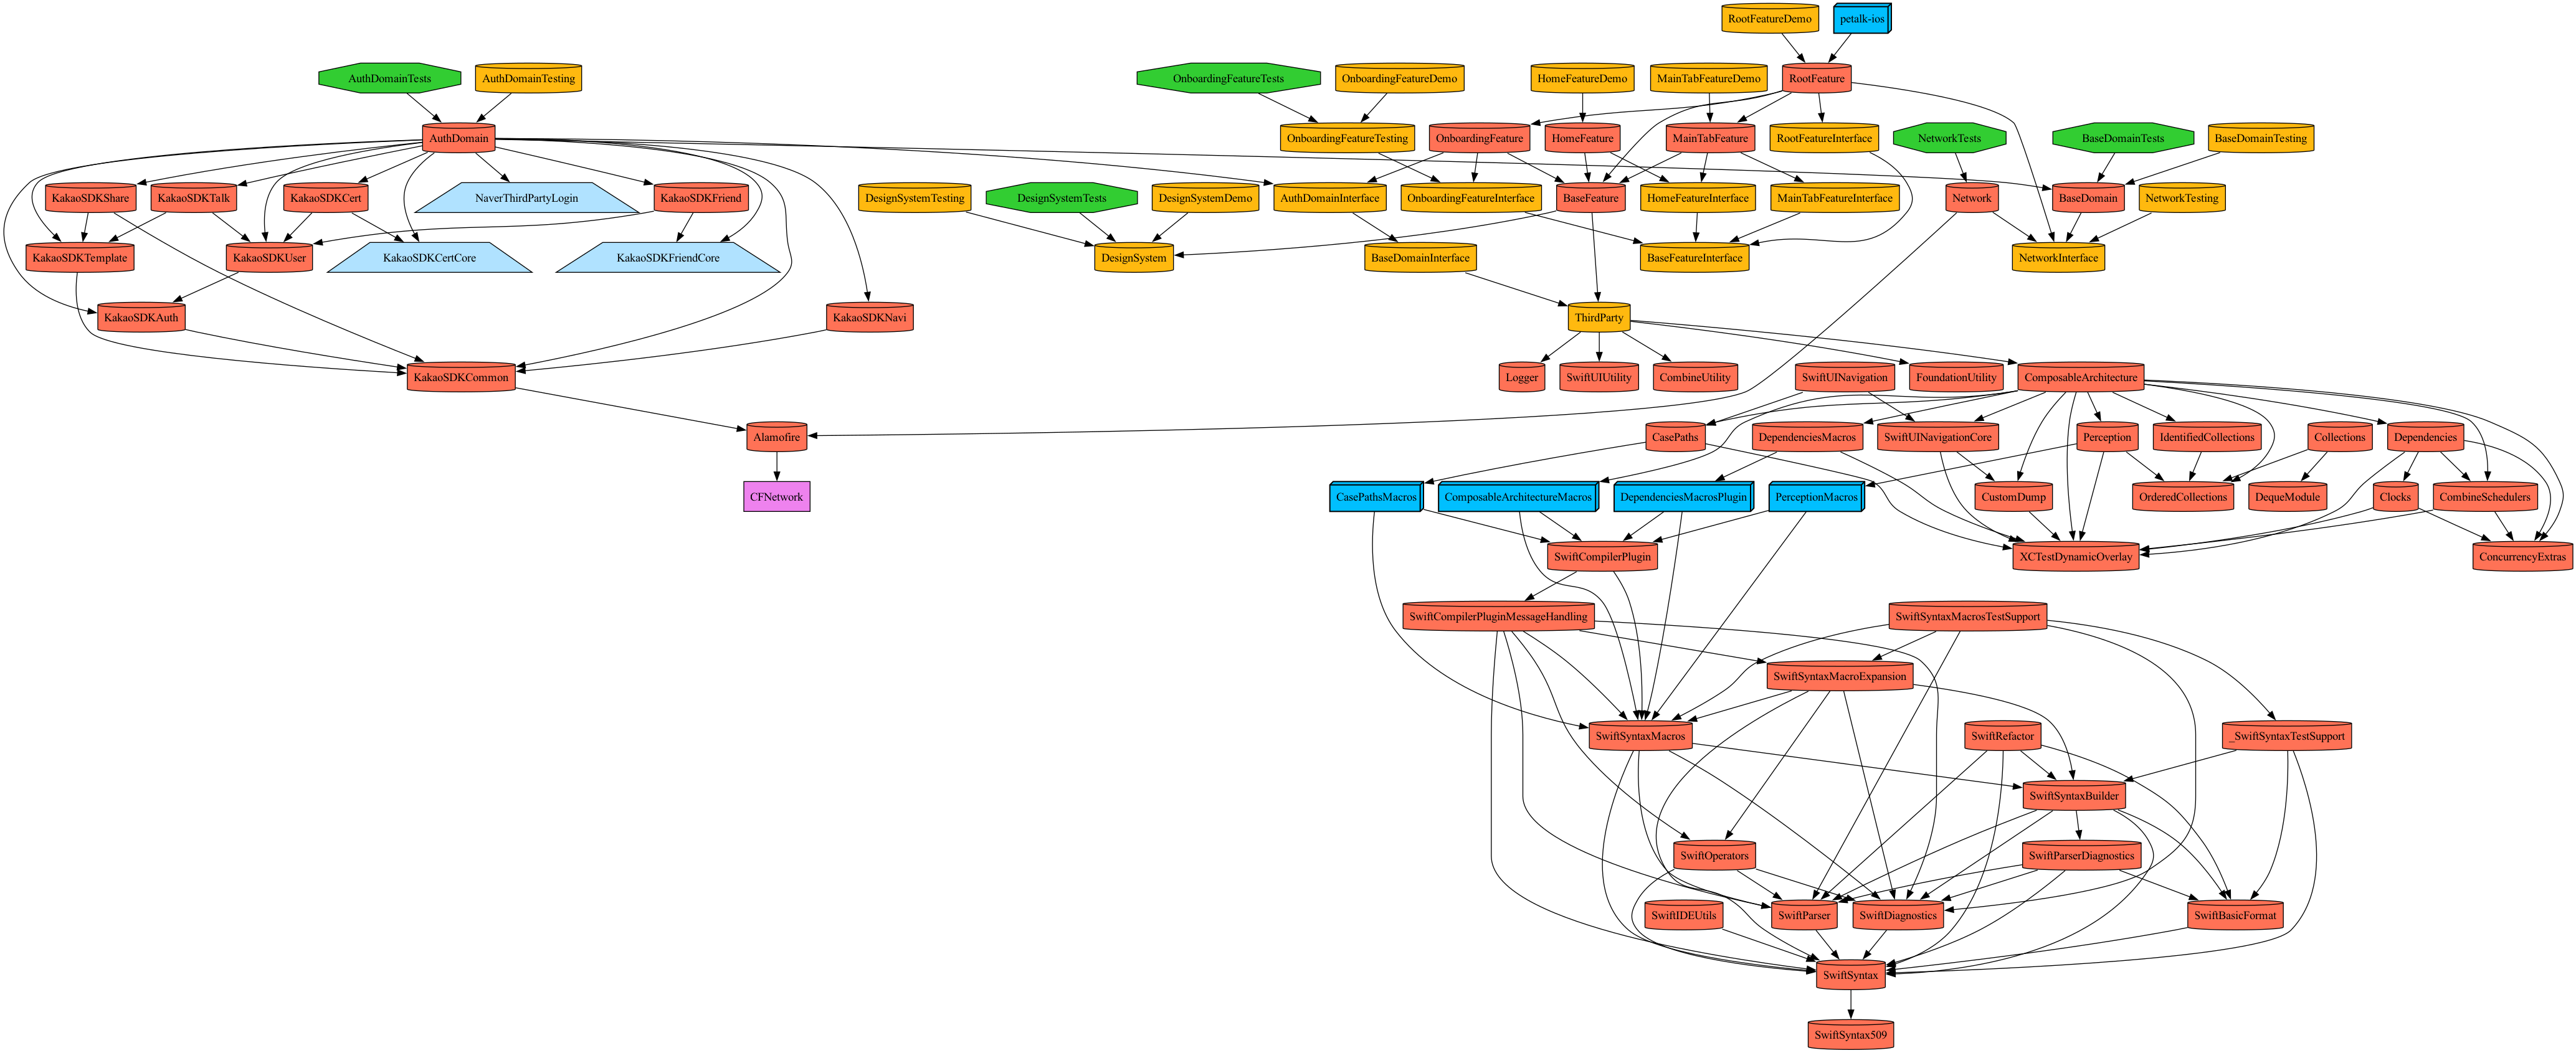 RootFeatureDemo
petalk-ios
AuthDomainTests
AuthDomainTesting
OnboardingFeatureTests
OnboardingFeatureDemo
HomeFeatureDemo
MainTabFeatureDemo
RootFeature
AuthDomain
OnboardingFeatureTesting
OnboardingFeature
HomeFeature
MainTabFeature
RootFeatureInterface
NetworkTests
BaseDomainTests
BaseDomainTesting
KakaoSDKShare
KakaoSDKTalk
KakaoSDKCert
NaverThirdPartyLogin
KakaoSDKFriend
DesignSystemTesting
DesignSystemTests
DesignSystemDemo
AuthDomainInterface
OnboardingFeatureInterface
BaseFeature
HomeFeatureInterface
MainTabFeatureInterface
Network
BaseDomain
NetworkTesting
KakaoSDKTemplate
KakaoSDKUser
KakaoSDKCertCore
KakaoSDKFriendCore
DesignSystem
BaseDomainInterface
BaseFeatureInterface
NetworkInterface
KakaoSDKAuth
KakaoSDKNavi
ThirdParty
KakaoSDKCommon
Logger
SwiftUIUtility
CombineUtility
SwiftUINavigation
FoundationUtility
ComposableArchitecture
Alamofire
CasePaths
DependenciesMacros
SwiftUINavigationCore
Perception
IdentifiedCollections
Collections
Dependencies
CFNetwork
CasePathsMacros
ComposableArchitectureMacros
DependenciesMacrosPlugin
PerceptionMacros
CustomDump
OrderedCollections
DequeModule
Clocks
CombineSchedulers
SwiftCompilerPlugin
XCTestDynamicOverlay
ConcurrencyExtras
SwiftCompilerPluginMessageHandling
SwiftSyntaxMacrosTestSupport
SwiftSyntaxMacroExpansion
SwiftSyntaxMacros
SwiftRefactor
_SwiftSyntaxTestSupport
SwiftSyntaxBuilder
SwiftOperators
SwiftParserDiagnostics
SwiftIDEUtils
SwiftParser
SwiftDiagnostics
SwiftBasicFormat
SwiftSyntax
SwiftSyntax509